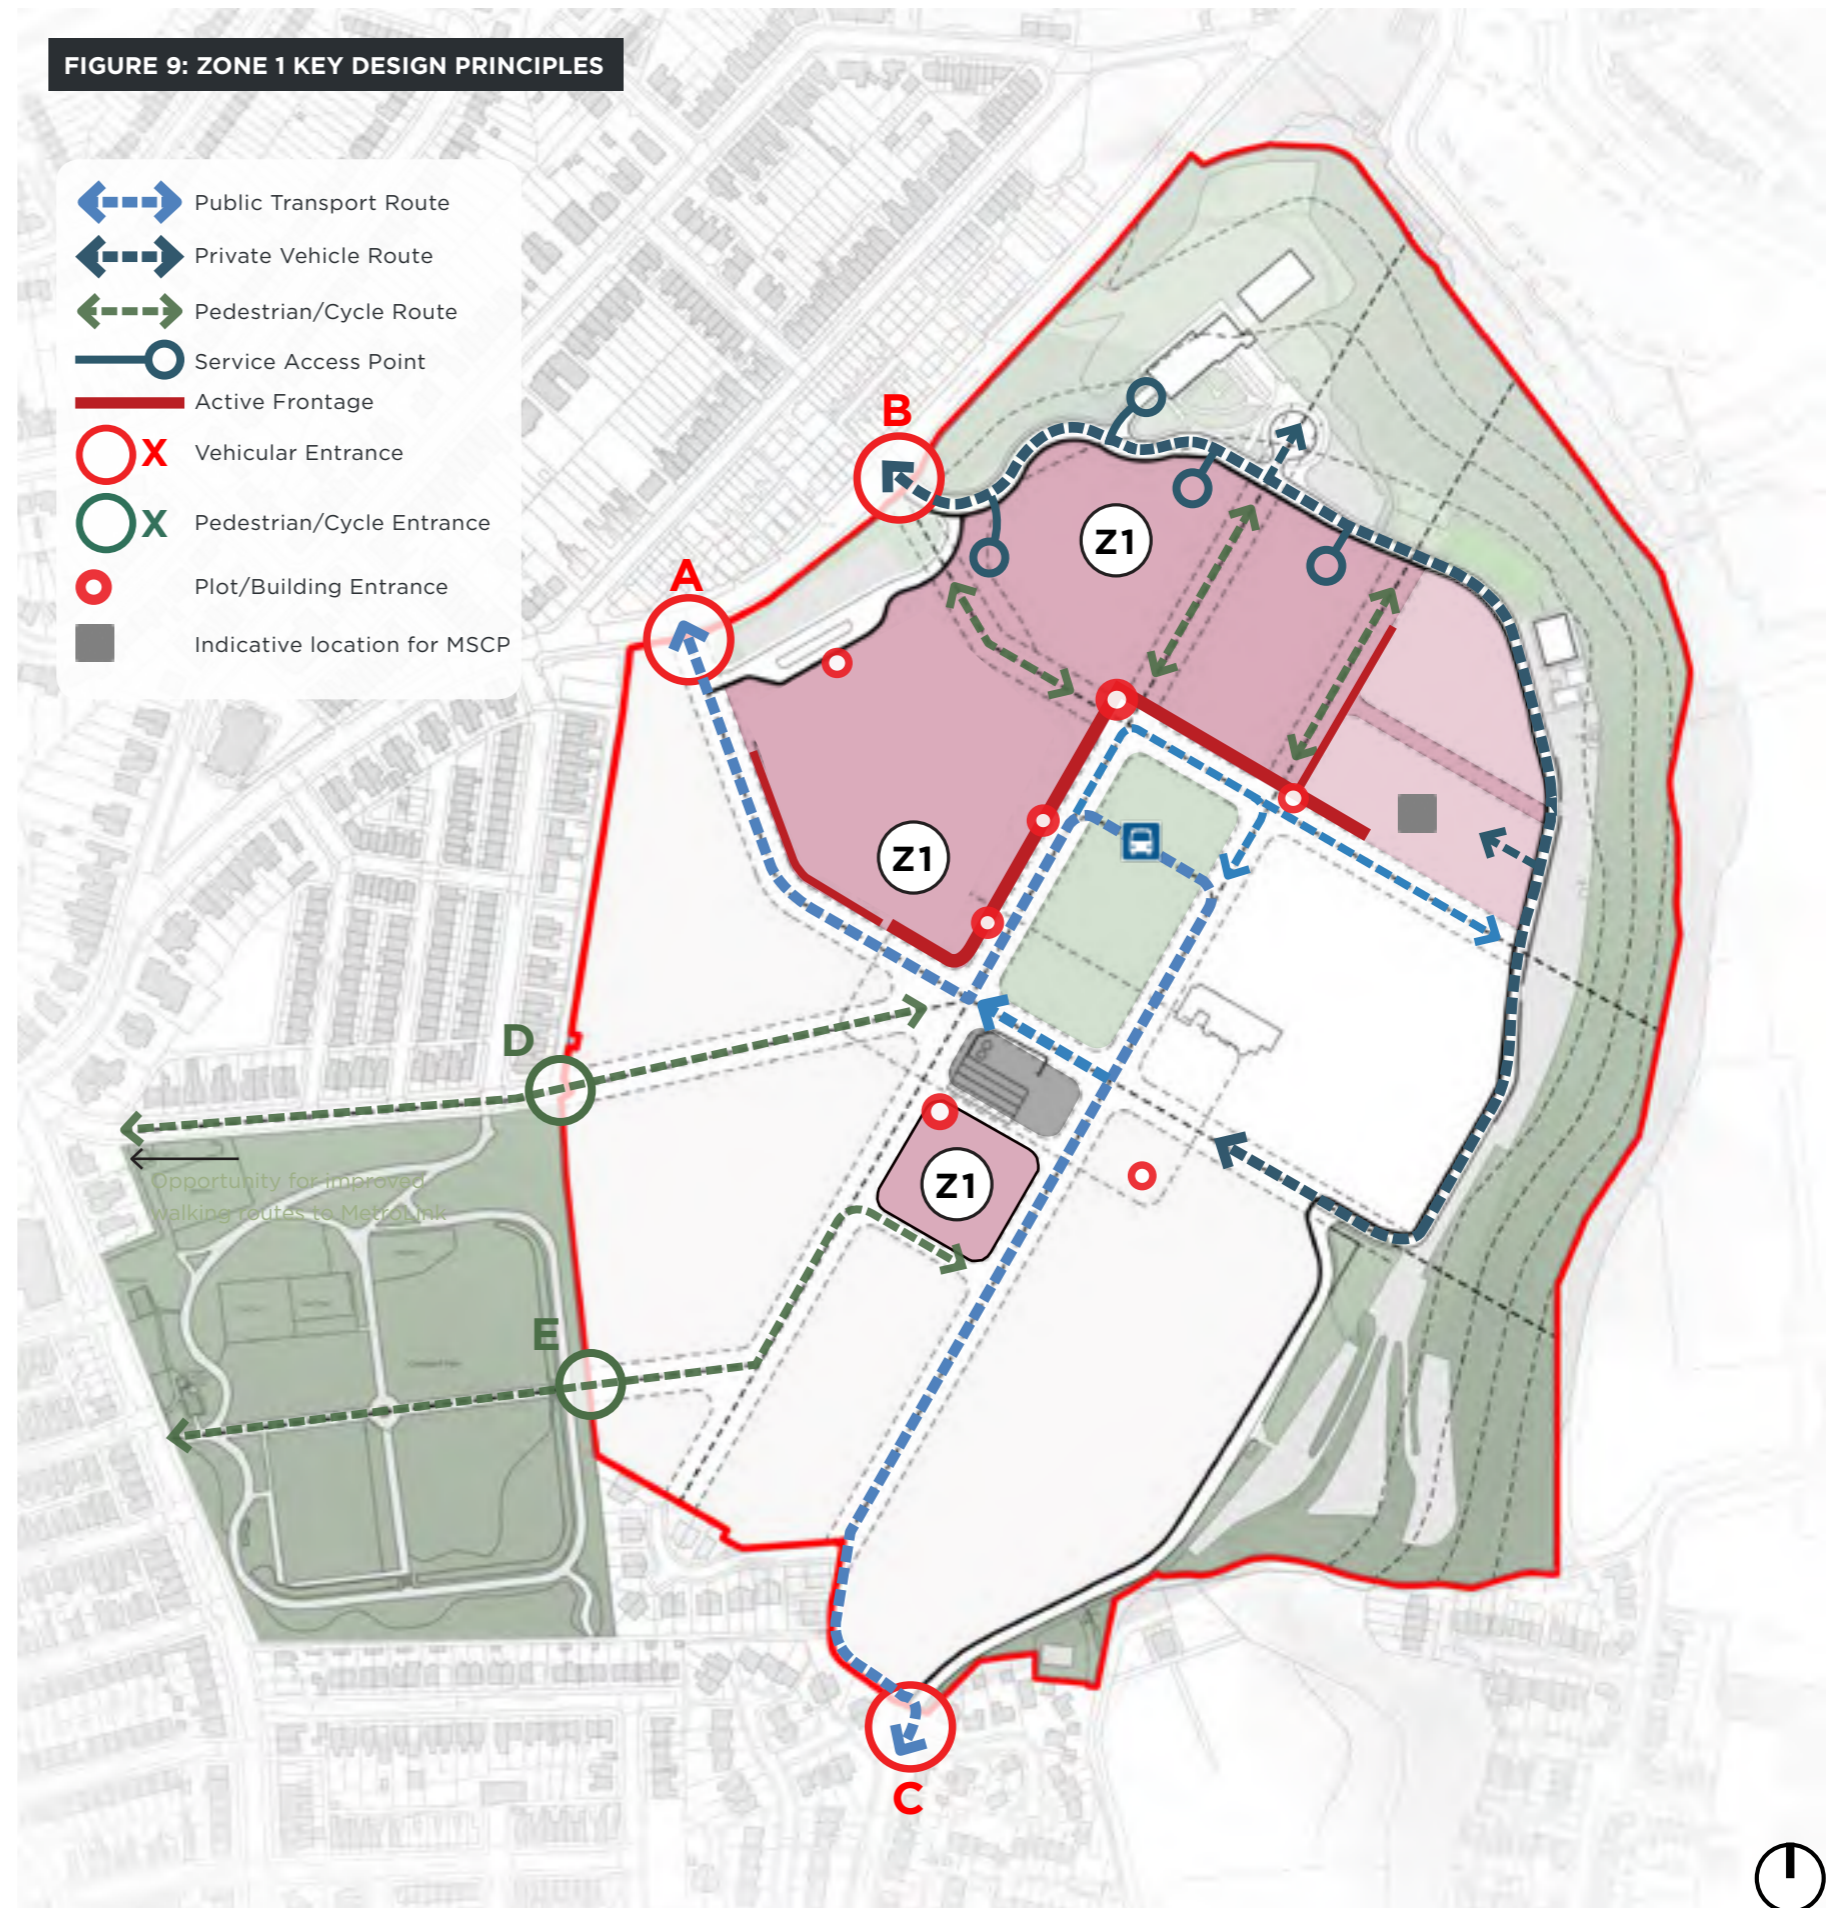 FIGURE 9: ZONE 1 KEY DESIGN PRINCIPLES
Public Transport Route
Private Vehicle Route
Pedestrian/Cycle Route
Service Access Point
Active Frontage
X Vehicular Entrance
X Pedestrian/Cycle Entrance
Plot/Building Entrance
Indicative location for MSCP
B
A
Z1
Z1
D
Z1
Opportunity for improved
walking routes to MetroLink
E
C